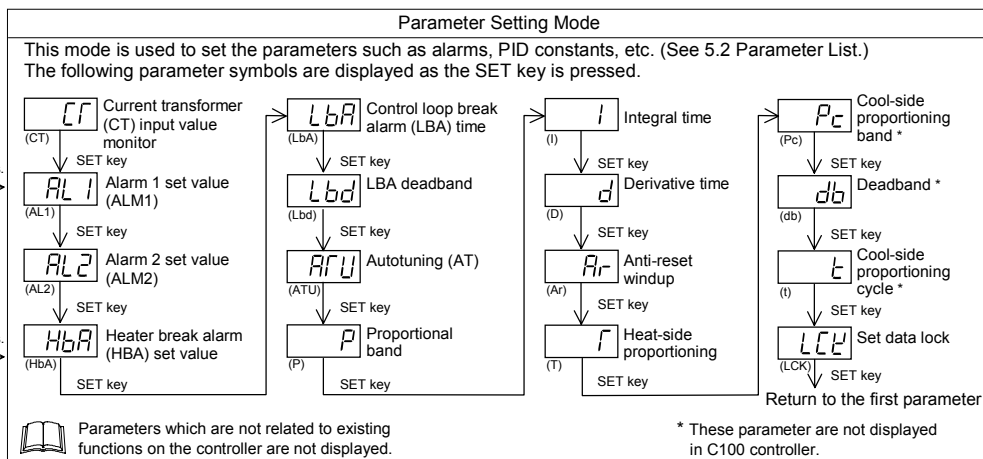 Parameter Setting Mode
This mode is used to set the parameters such as alarms, PID constants, etc. (See 5.2 Parameter List.)
The following parameter symbols are displayed as the SET key is pressed.
CT
(CT)
Current transformer
(CT) input value
monitor
SET key
s.
AL1
(AL1)
Alarm 1 set value
(ALM1)
SET key
AL2
(AL2)
Alarm 2 set value
(ALM2)
SET key
s.
HbA
(HbA)
Heater break alarm
(HBA) set value
SET key
LbA
(LbA)
Control loop break
alarm (LBA) time
SET key
Lbd
(Lbd)
LBA deadband
SET key
ATU
(ATU)
Autotuning (AT)
SET key
P
(P)
Proportional
band
SET key
I
(I)
Integral time
SET key
d
(D)
Derivative time
SET key
Ar
(Ar)
Anti-reset
windup
SET key
T
(T)
Heat-side
proportioning
SET key
Pc
(Pc)
Cool-side
proportioning
band *
SET key
db
(db)
Deadband *
SET key
t
(t)
Cool-side
proportioning
cycle *
SET key
LCK
(LCK)
Set data lock
SET key
Return to the first parameter
Parameters which are not related to existing
functions on the controller are not displayed.
* These parameter are not displayed
in C100 controller.